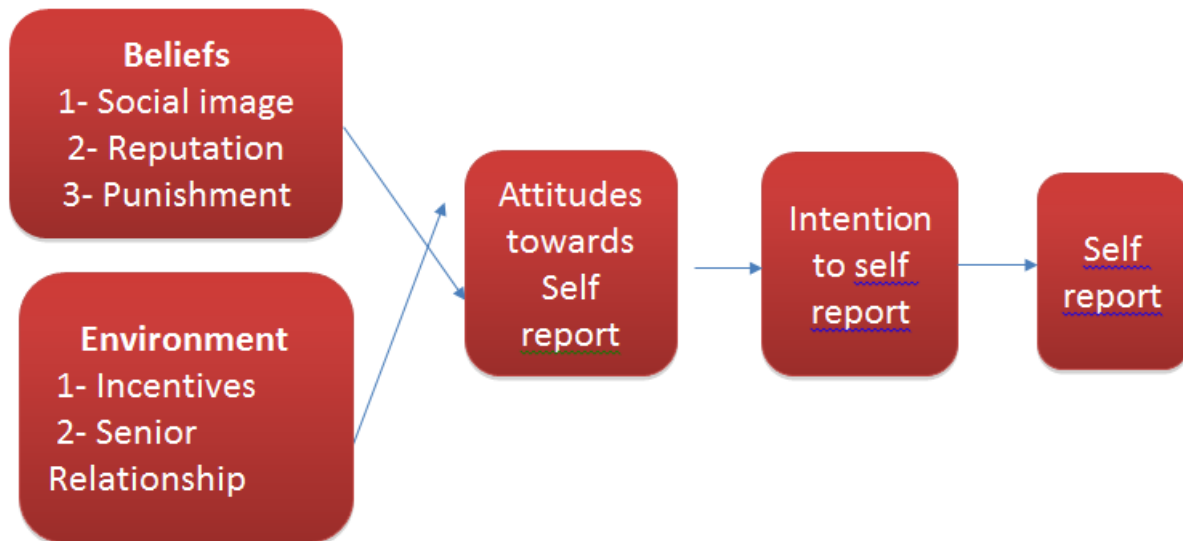 Beliefs
1- Social image
2- Reputation
3- Punishment
Environment
1- Incentives
2- Senior
Relationship
Attitudes
towards
Self
report
Intention
to self
report
Self
report